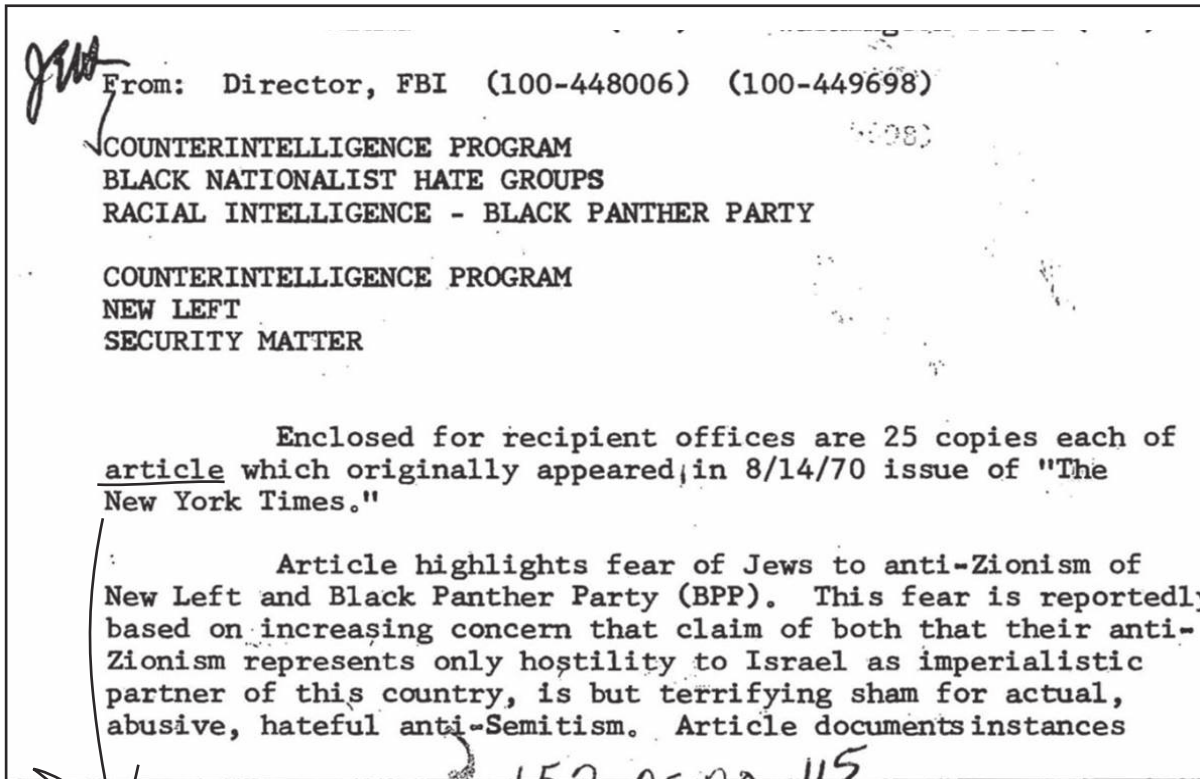 From: Director, FBI (100-448006) (100-449698)
COUNTERINTELLIGENCE PROGRAM
BLACK NATIONALIST HATE GROUPS
RACIAL INTELLIGENCE - BLACK PANTHER PARTY
COUNTERINTELLIGENCE PROGRAM
NEW LEFT
SECURITY MATTER
Enclosed for recipient offices are 25 copies each of
article which originally appeared in 8/14/70 issue of "The
New York Times."
Article highlights fear of Jews to anti-Zionism of
New Left and Black Panther Party (BPP). This fear is reportedly
based on increasing concern that claim of both that their anti-
Zionism represents only hostility to Israel as imperialistic
partner of this country, is but terrifying sham for actual,
abusive, hateful anti-Semitism. Article documents instances